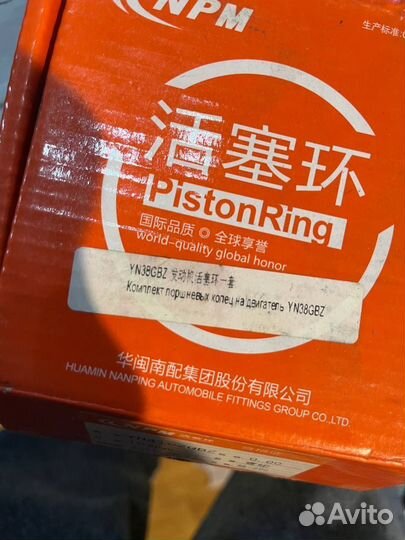 NPM
生产标准:
活塞环
PistonRing
国际品质 全球享誉
world-quality global honor
YN38GBZ 发动机活塞环一套
Комплект поршневых колец на двигатель YN38GBZ
华闽南配集团股份有限公司
HUAMIN NANPING AUTOMOBILE FITTINGS GROUP CO.,LTD.
Avito